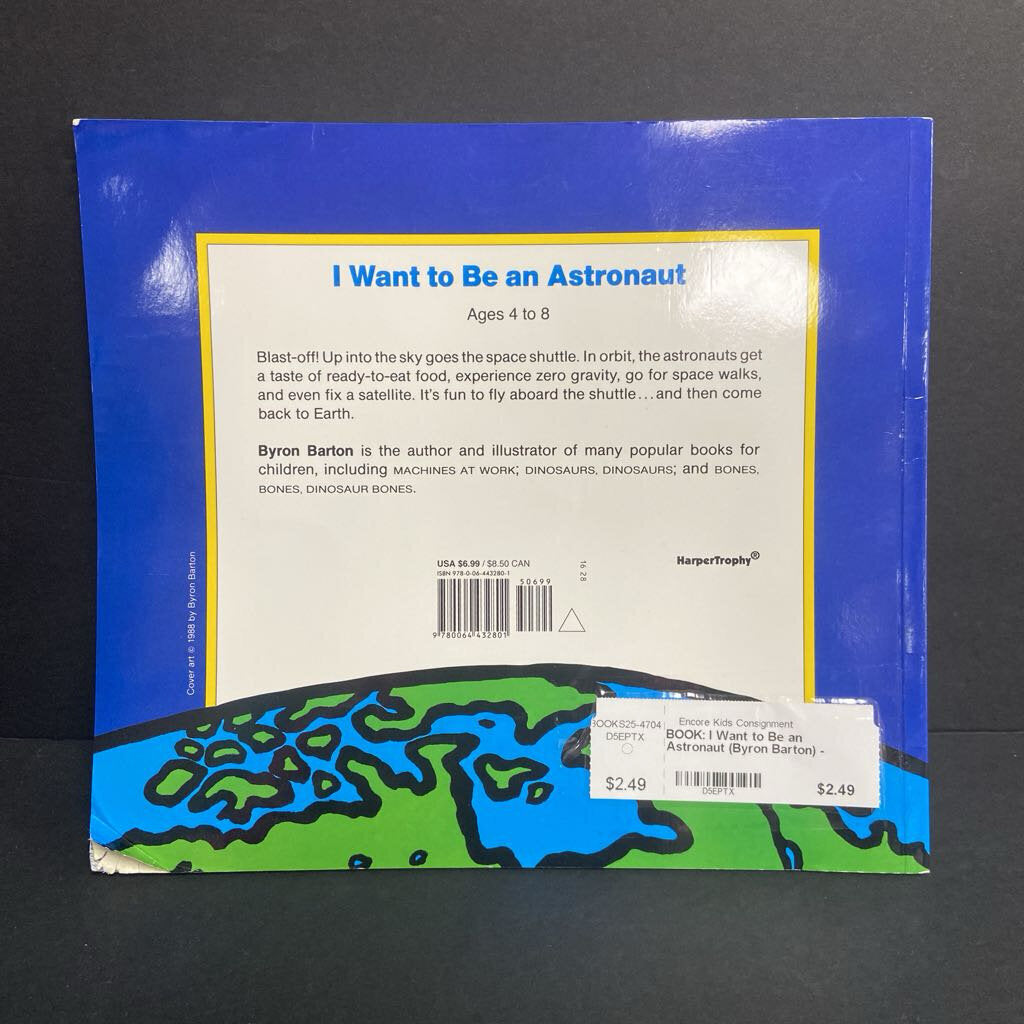 I Want to Be an Astronaut
Ages 4 to 8
Blast-off! Up into the sky goes the space shuttle. In orbit, the astronauts get
a taste of ready-to-eat food, experience zero gravity, go for space walks,
and even fix a satellite. It's fun to fly aboard the shuttle...and then come
back to Earth.
Byron Barton is the author and illustrator of many popular books for
children, including MACHINES AT WORK; DINOSAURS, DINOSAURS; and BONES,
BONES, DINOSAUR BONES.
Cover art © 1988 by Byron Barton
USA $6.99 / $8.50 CAN
ISBN 978-0-06-443280-1
50699
9 780064 432801
16 28
HarperTrophy®
BOOKS25-4704
D5EPTX
$2.49
Encore Kids Consignment
BOOK: I Want to Be an
Astronaut (Byron Barton) -
D5EPTX
$2.49